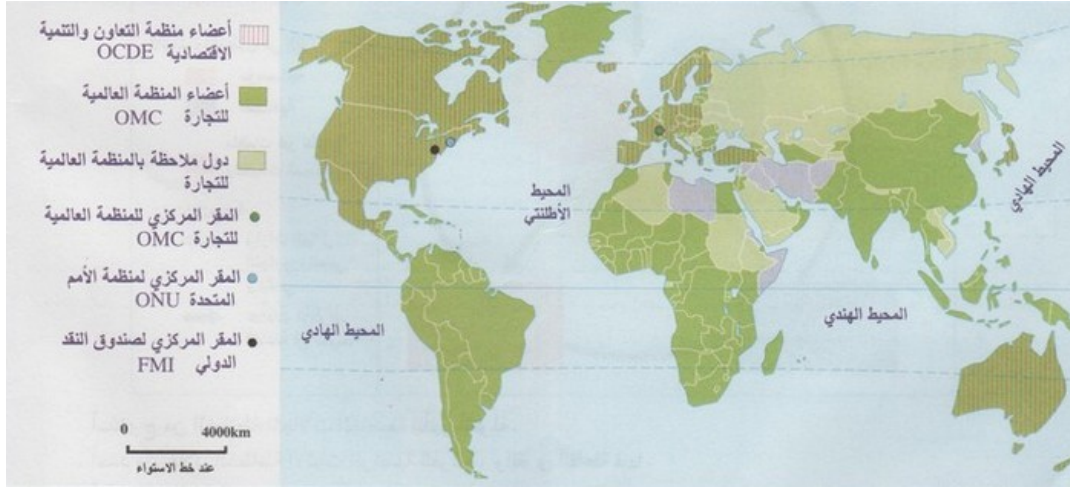 أعضاء منظمة التعاون والتنمية
الاقتصادية OCDE
أعضاء المنظمة العالمية
للتجارة OMC
دول ملاحظة بالمنظمة العالمية
للتجارة
المقر المركزي للمنظمة العالمية
للتجارة OMC
المقر المركزي لمنظمة الأمم
المتحدة ONU
المقر المركزي لصندوق النقد
الدولي FMI
0 4000km
عند خط الاستواء
المحيط الهادي
المحيط
الأطلنتي
المحيط الهندي
المحيط الهادي